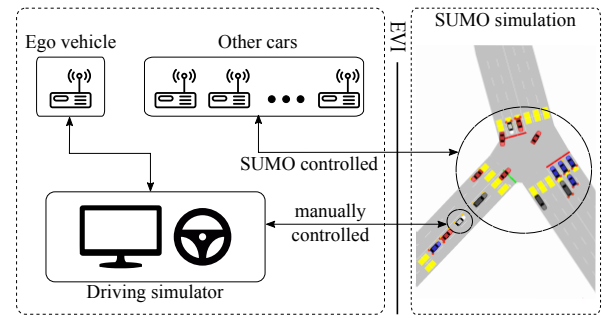 Ego vehicle
Other cars
EVI
SUMO simulation
SUMO controlled
manually
controlled
Driving simulator